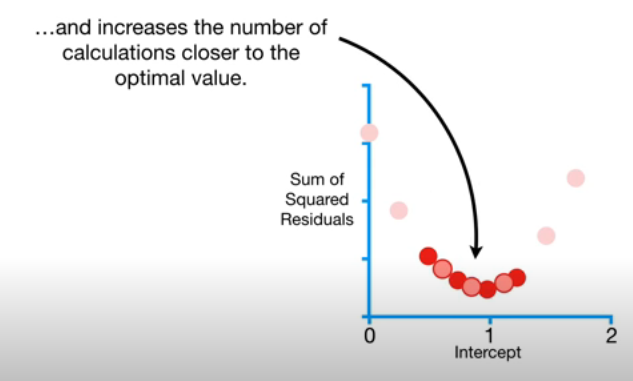 ...and increases the number of
calculations closer to the
optimal value.
Sum of
Squared
Residuals
0
1
2
Intercept